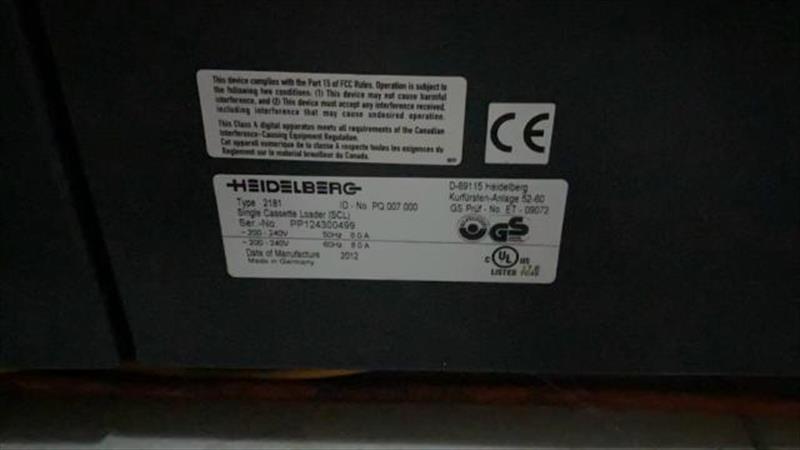 This device complies with the Part 15 of FCC Rules. Operation is subject to
the following two conditions: (1) This device may not cause harmful
interference, and (2) This device must accept any interference received,
including interference that may cause undesired operation.
This Class A digital apparatus meets all requirements of the Canadian
Interference-Causing Equipment Regulation.
Cet appareil numerique de la classe A respecte toutes les exigences du
Reglement sur le material brouilleur du Canada.
CE
HEIDELBERG
Type 2181 ID-No. PQ 007 000
Single Cassette Loader (SCL)
Ser.-No. PP124300499
~ 200 - 240V 50Hz 8.0 A
~ 200 - 240V 60Hz 8.0 A
Date of Manufacture 2012
Made in Germany
D-69115 Heidelberg
Kurfürsten-Anlage 52-60
GS Prüf - No. ET - 09072
GS
c UL us
LISTED